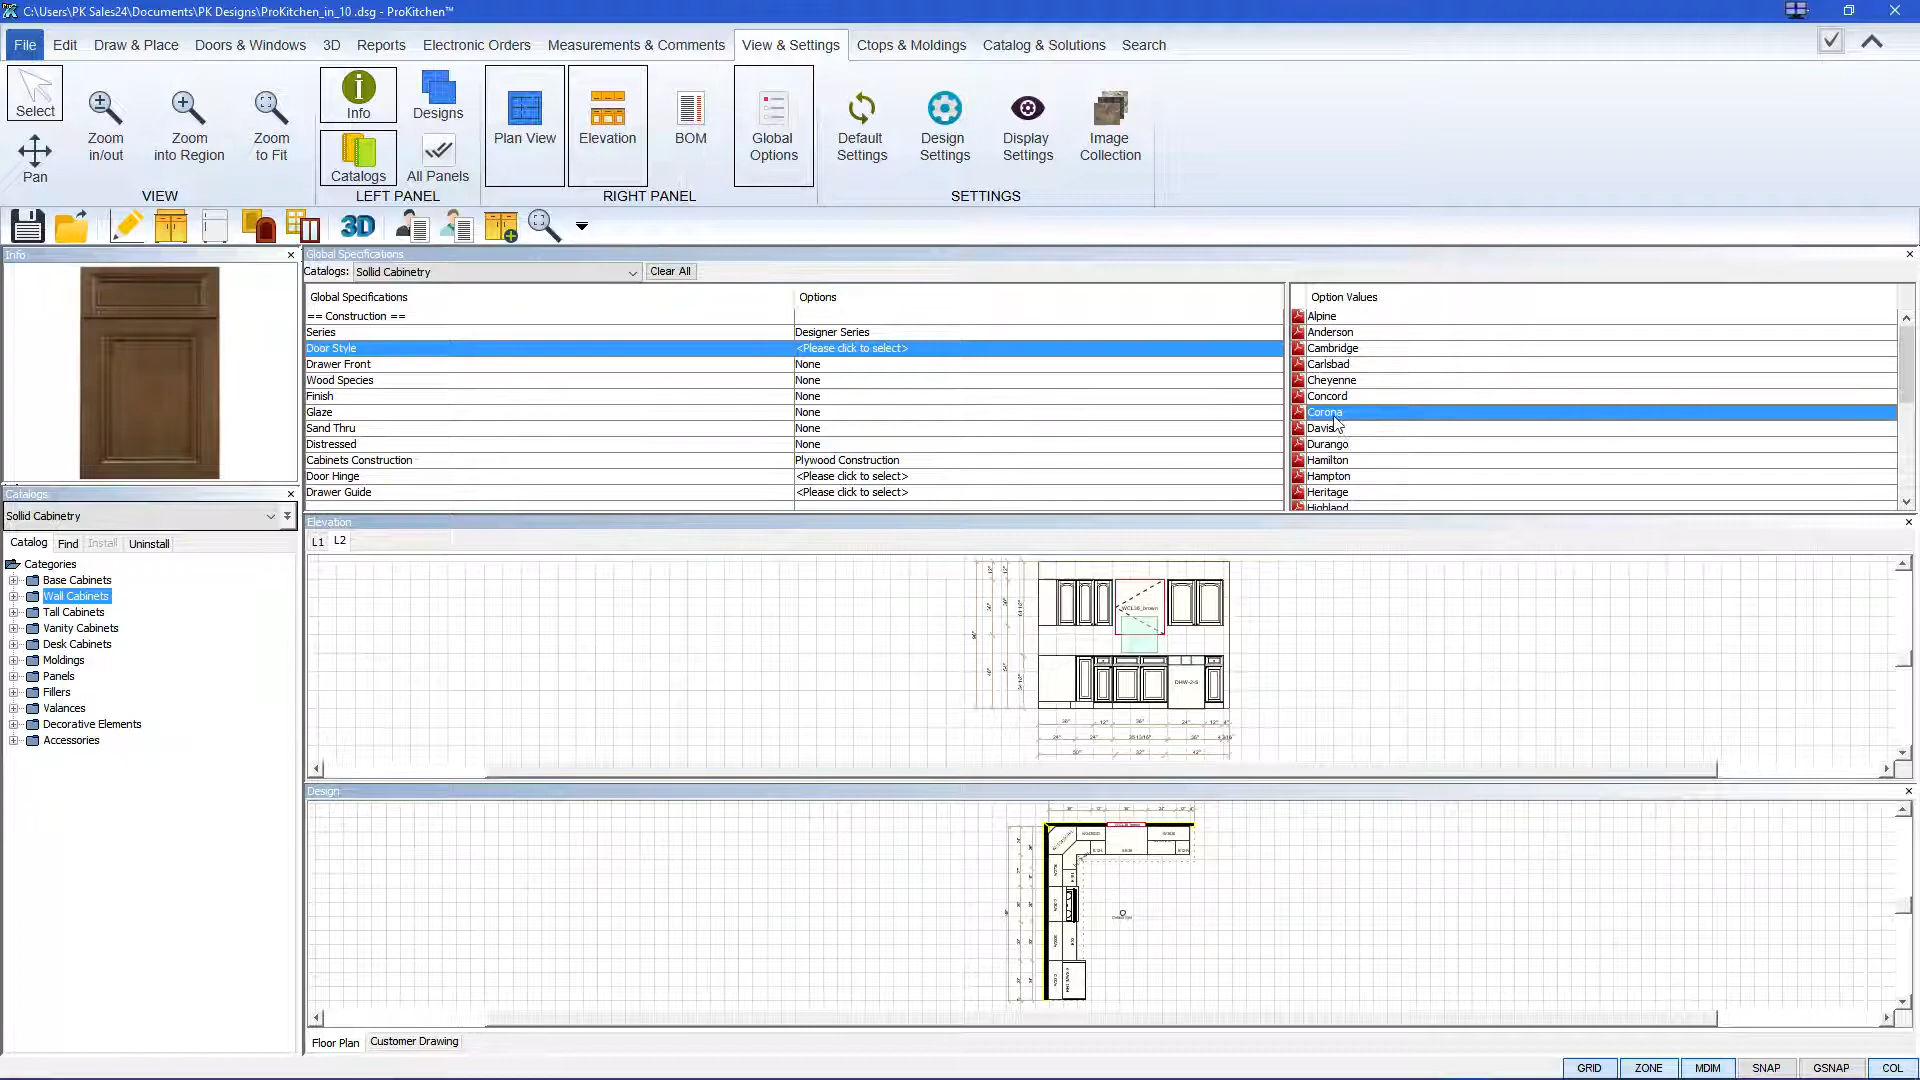 C:\Users\PK Sales24\Documents\PK Designs\ProKitchen_in_10 .dsg - ProKitchen™
File Edit Draw & Place Doors & Windows 3D Reports Electronic Orders Measurements & Comments View & Settings Ctops & Moldings Catalog & Solutions Search
Select
Pan
Zoom in/out
Zoom into Region
Zoom to Fit
VIEW
Info
Designs
Catalogs
All Panels
LEFT PANEL
Plan View
Elevation
BOM
Global Options
RIGHT PANEL
Default Settings
Design Settings
Display Settings
Image Collection
SETTINGS
3D
Info
Global Specifications
Catalogs: Sollid Cabinetry Clear All
Global Specifications Options
== Construction ==
Series Designer Series
Door Style <Please click to select>
Drawer Front None
Wood Species None
Finish None
Glaze None
Sand Thru None
Distressed None
Cabinets Construction Plywood Construction
Door Hinge <Please click to select>
Drawer Guide <Please click to select>
Option Values
Alpine
Anderson
Cambridge
Carlsbad
Cheyenne
Concord
Corona
Davis
Durango
Hamilton
Hampton
Heritage
Highland
Catalogs
Sollid Cabinetry
Catalog Find Install Uninstall
Categories
Base Cabinets
Wall Cabinets
Tall Cabinets
Vanity Cabinets
Desk Cabinets
Moldings
Panels
Fillers
Valances
Decorative Elements
Accessories
Elevation
L1 L2
WCL36_brown
DHW-2-S
Design
Floor Plan Customer Drawing
GRID ZONE MDIM SNAP GSNAP COL